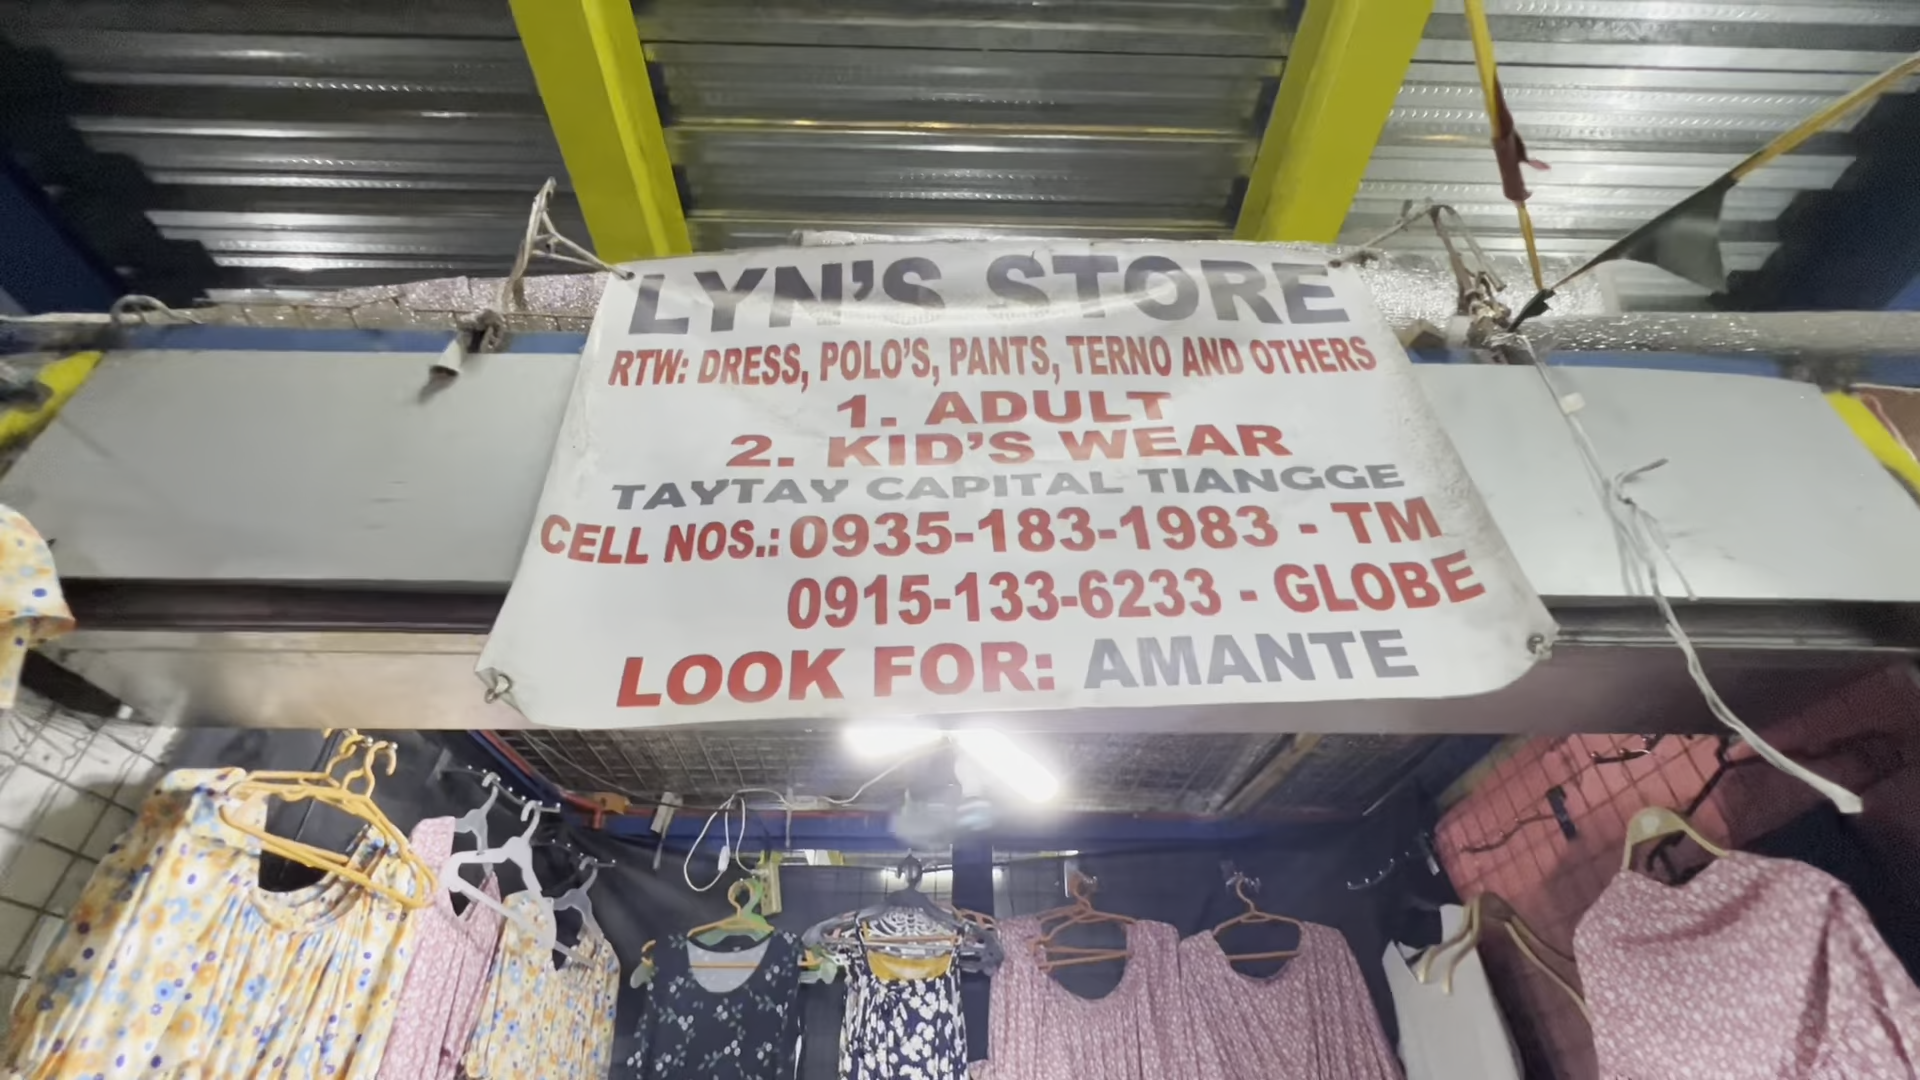 LYN'S STORE
RTW: DRESS, POLO'S, PANTS, TERNO AND OTHERS
1. ADULT
2. KID'S WEAR
TAYTAY CAPITAL TIANGGE
CELL NOS.: 0935-183-1983 - TM
0915-133-6233 - GLOBE
LOOK FOR: AMANTE